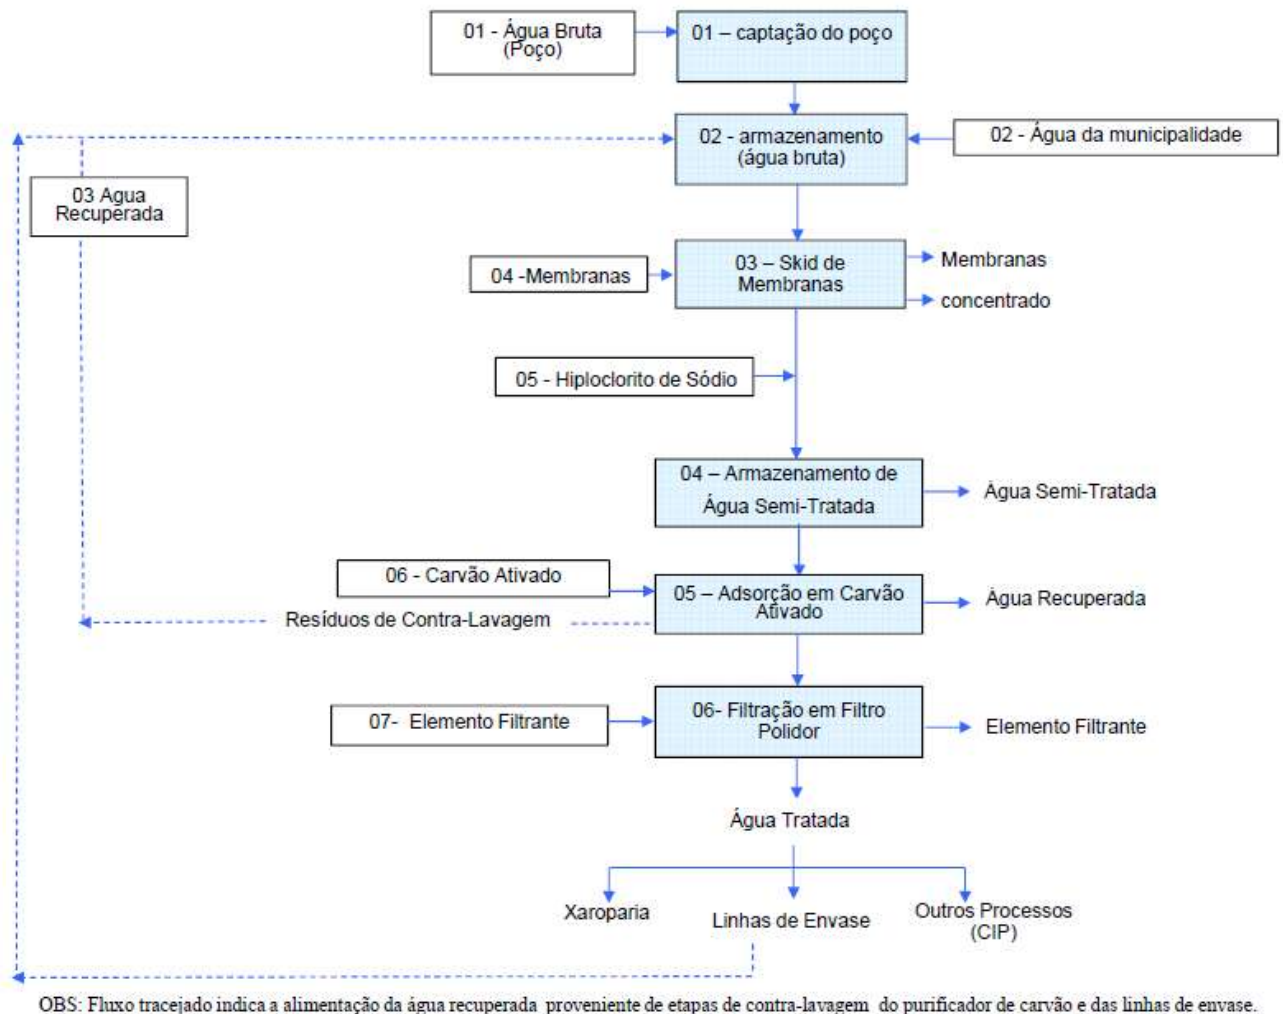 01 - Água Bruta
(Poço)
01 – captação do poço
02 - armazenamento
(água bruta)
02 - Água da municipalidade
03 Agua
Recuperada
04 -Membranas
03 – Skid de
Membranas
Membranas
concentrado
05 - Hiploclorito de Sódio
04 – Armazenamento de
Água Semi-Tratada
Água Semi-Tratada
06 - Carvão Ativado
05 – Adsorção em Carvão
Ativado
Água Recuperada
Resíduos de Contra-Lavagem
07- Elemento Filtrante
06- Filtração em Filtro
Polidor
Elemento Filtrante
Água Tratada
Xaroparia
Linhas de Envase
Outros Processos
(CIP)
OBS: Fluxo tracejado indica a alimentação da água recuperada proveniente de etapas de contra-lavagem do purificador de carvão e das linhas de envase.